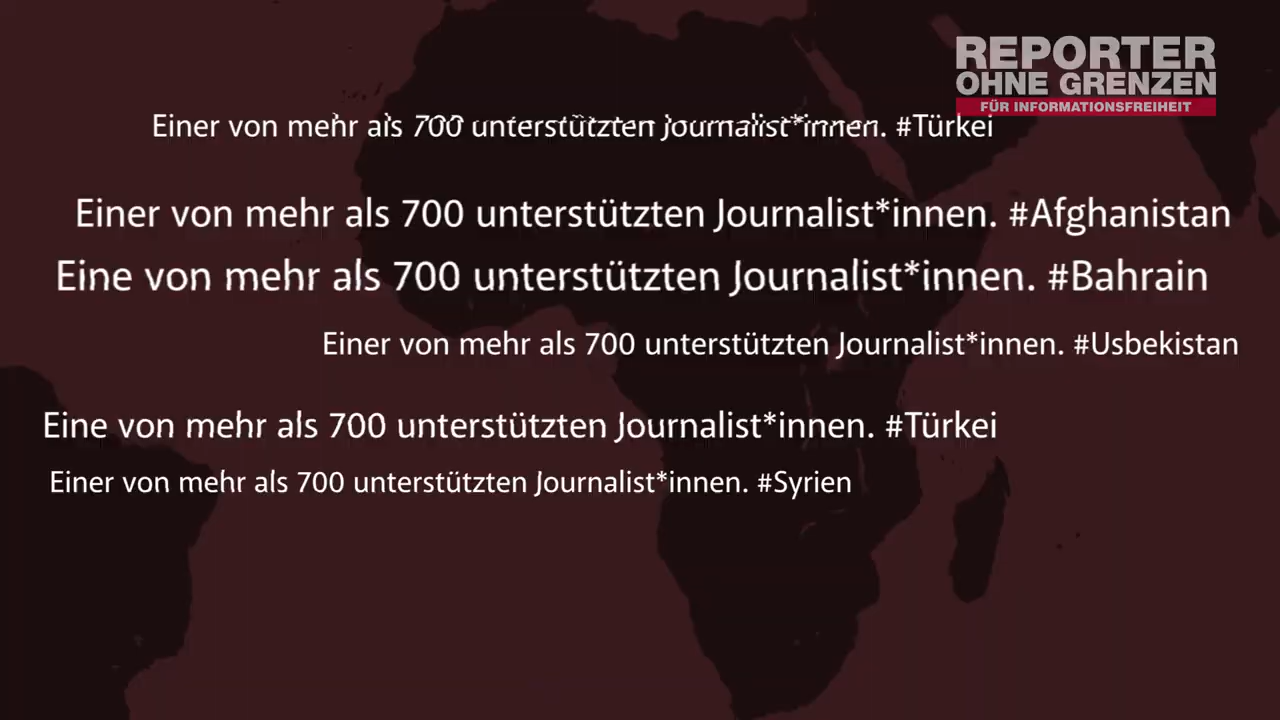 REPORTER
OHNE GRENZEN
FÜR INFORMATIONSFREIHEIT
Einer von mehr als 700 unterstützten Journalist*innen. #Türkei
Einer von mehr als 700 unterstützten Journalist*innen. #Afghanistan
Eine von mehr als 700 unterstützten Journalist*innen. #Bahrain
Einer von mehr als 700 unterstützten Journalist*innen. #Usbekistan
Eine von mehr als 700 unterstützten Journalist*innen. #Türkei
Einer von mehr als 700 unterstützten Journalist*innen. #Syrien